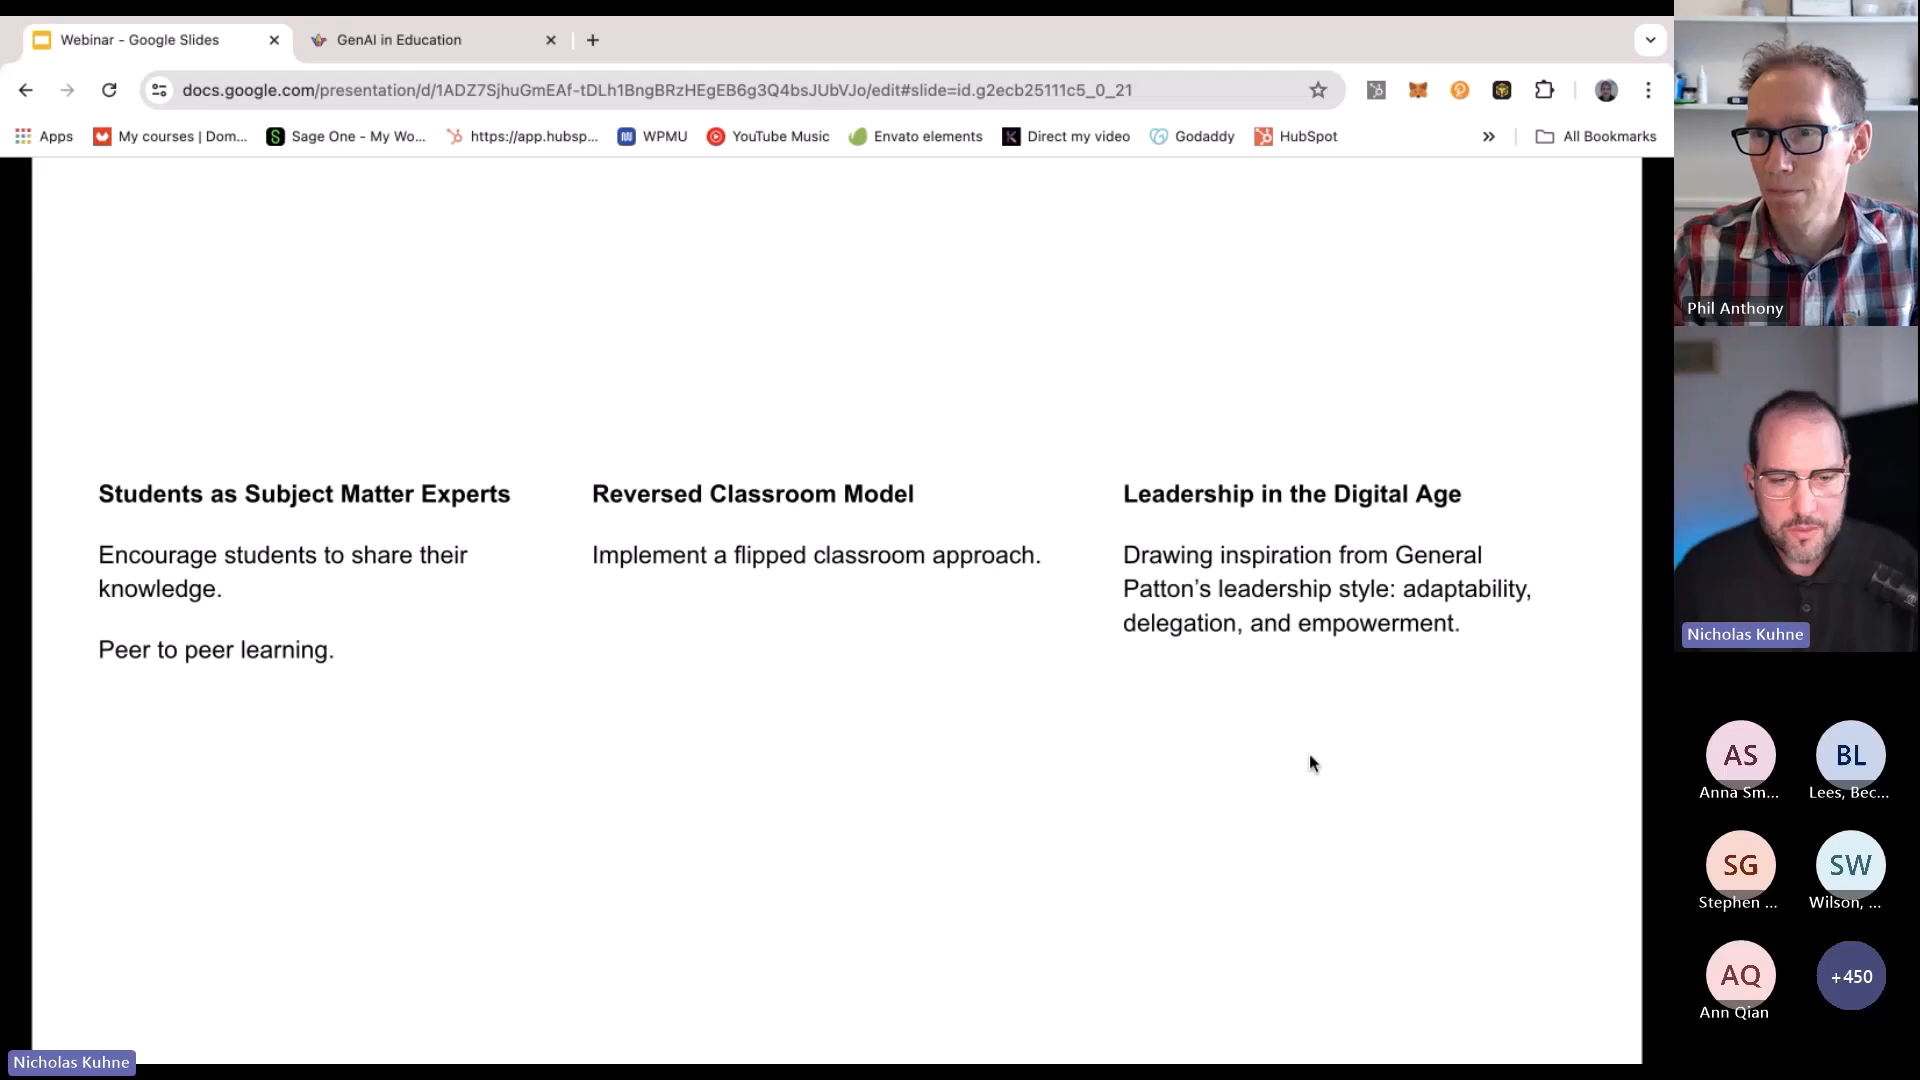 Webinar - Google Slides
GenAI in Education
docs.google.com/presentation/d/1ADZ7SjhuGmEAf-tDLh1BngBRzHEgEB6g3Q4bsJUbVJo/edit#slide=id.g2ecb25111c5_0_21
Apps
My courses | Dom...
Sage One - My Wo...
https://app.hubsp...
WPMU
YouTube Music
Envato elements
Direct my video
Godaddy
HubSpot
All Bookmarks
Students as Subject Matter Experts
Encourage students to share their
knowledge.
Peer to peer learning.
Reversed Classroom Model
Implement a flipped classroom approach.
Leadership in the Digital Age
Drawing inspiration from General
Patton’s leadership style: adaptability,
delegation, and empowerment.
Phil Anthony
Nicholas Kuhne
AS
Anna Sm...
BL
Lees, Bec...
SG
Stephen ...
SW
Wilson, ...
AQ
Ann Qian
+450
Nicholas Kuhne